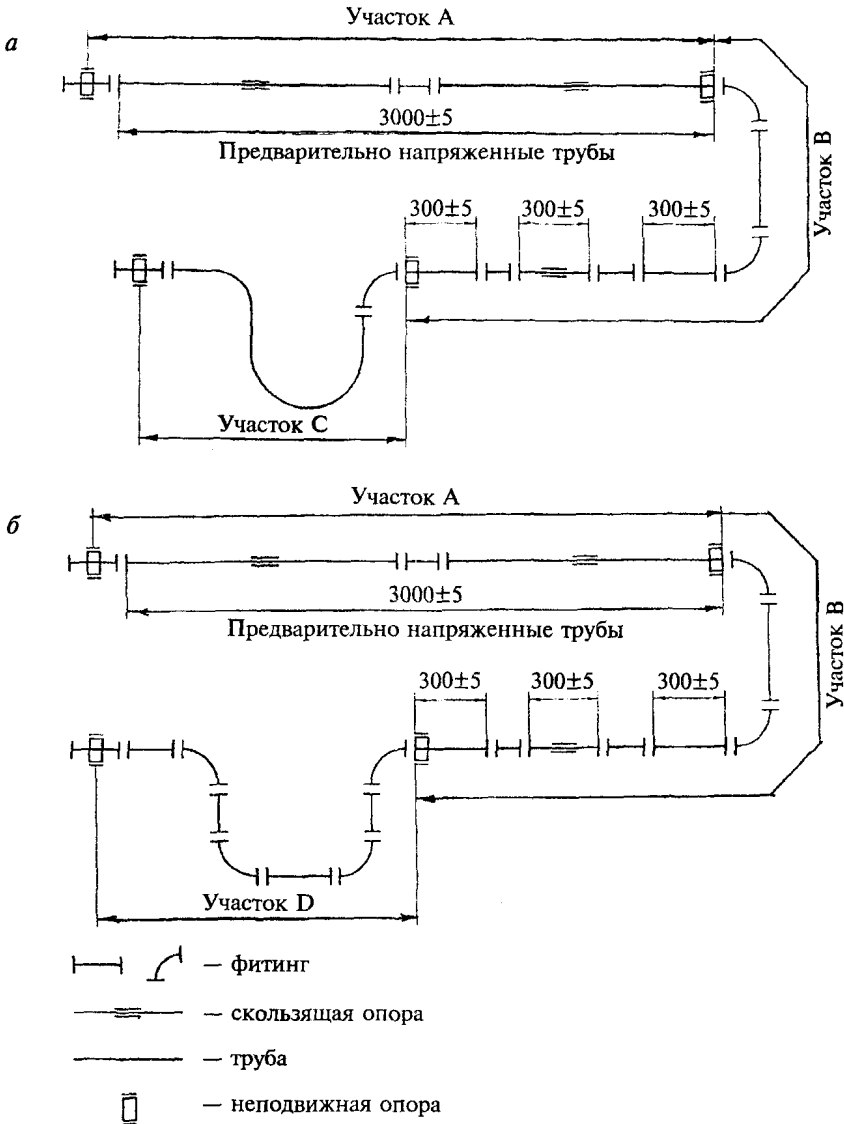 а
Участок А
3000±5
Предварительно напряженные трубы
Участок В
300±5 300±5 300±5
Участок С
б
Участок А
3000±5
Предварительно напряженные трубы
Участок В
300±5 300±5 300±5
Участок D
— фитинг
— скользящая опора
— труба
— неподвижная опора